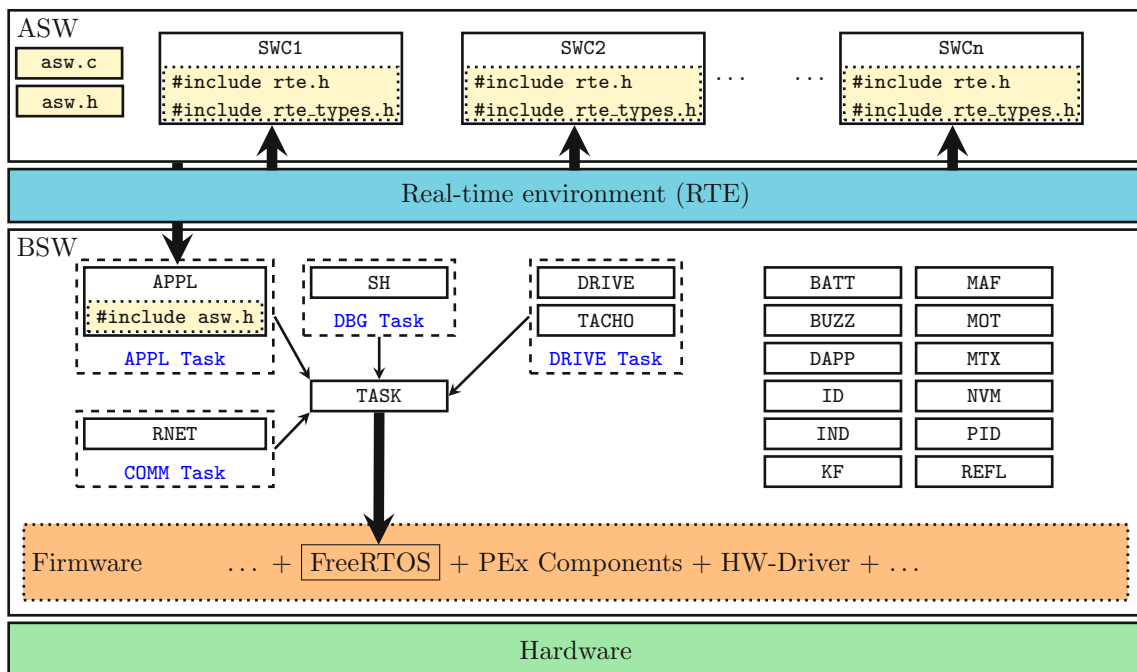 ASW
asw.c
asw.h
SWC1
#include rte.h
#include rte_types.h
SWC2
#include rte.h
#include rte_types.h
... ...
SWCn
#include rte.h
#include rte_types.h
Real-time environment (RTE)
BSW
APPL
#include asw.h
APPL Task
SH
DBG Task
DRIVE
TACHO
DRIVE Task
TASK
RNET
COMM Task
BATT
BUZZ
DAPP
ID
IND
KF
MAF
MOT
MTX
NVM
PID
REFL
Firmware ... + FreeRTOS + PEx Components + HW-Driver + ...
Hardware